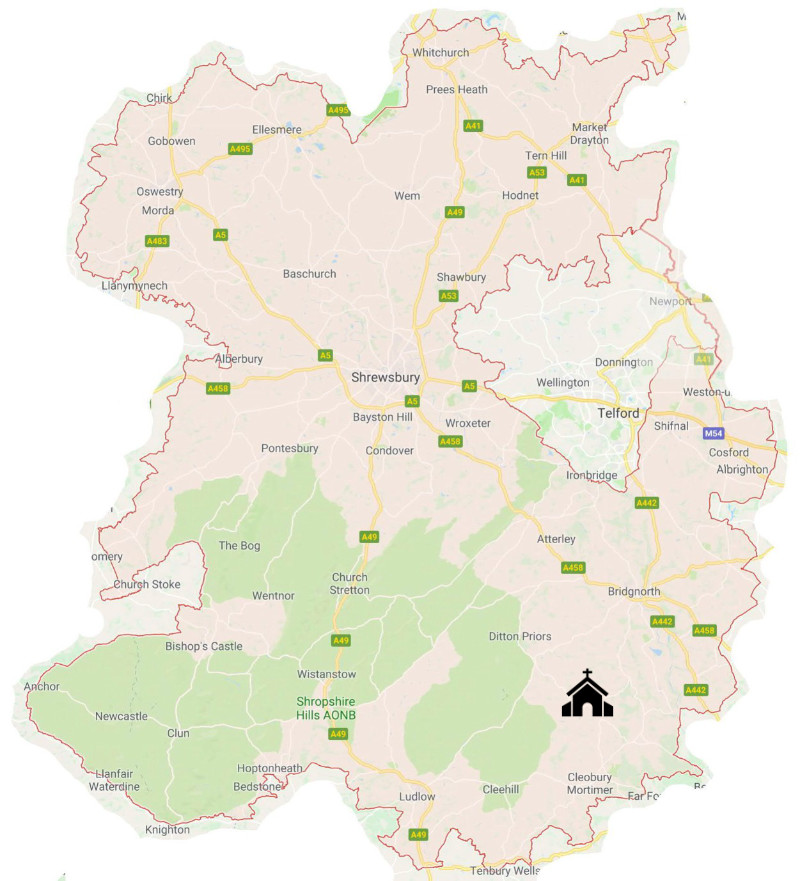 M
Whitchurch
Prees Heath
Chirk
A495
Ellesmere
A41
Market
Drayton
Gobowen
A495
Tern Hill
A53
A41
Oswestry
Wem
Hodnet
Morda
A49
A5
A483
Baschurch
Shawbury
Llanymynech
A53
Newport
Alberbury
A5
Donnington
A41
Shrewsbury
Wellington
A458
A5
Weston-u
A5
Bayston Hill
Wroxeter
Telford
Shifnal
M54
A458
Pontesbury
Condover
Cosford
Albrighton
Ironbridge
A442
A49
Atterley
The Bog
omery
A458
Church Stoke
Church
Stretton
Wentnor
Bridgnorth
A442
A458
Ditton Priors
A49
Bishop's Castle
Wistanstow
Anchor
A442
Shropshire
Hills AONB
Newcastle
Clun
A49
Hoptonheath
Llanfair
Waterdine
Bedstone
Cleobury
Mortimer
Ludlow
Cleehill
Far Fo
Knighton
A49
Tenbury Wells